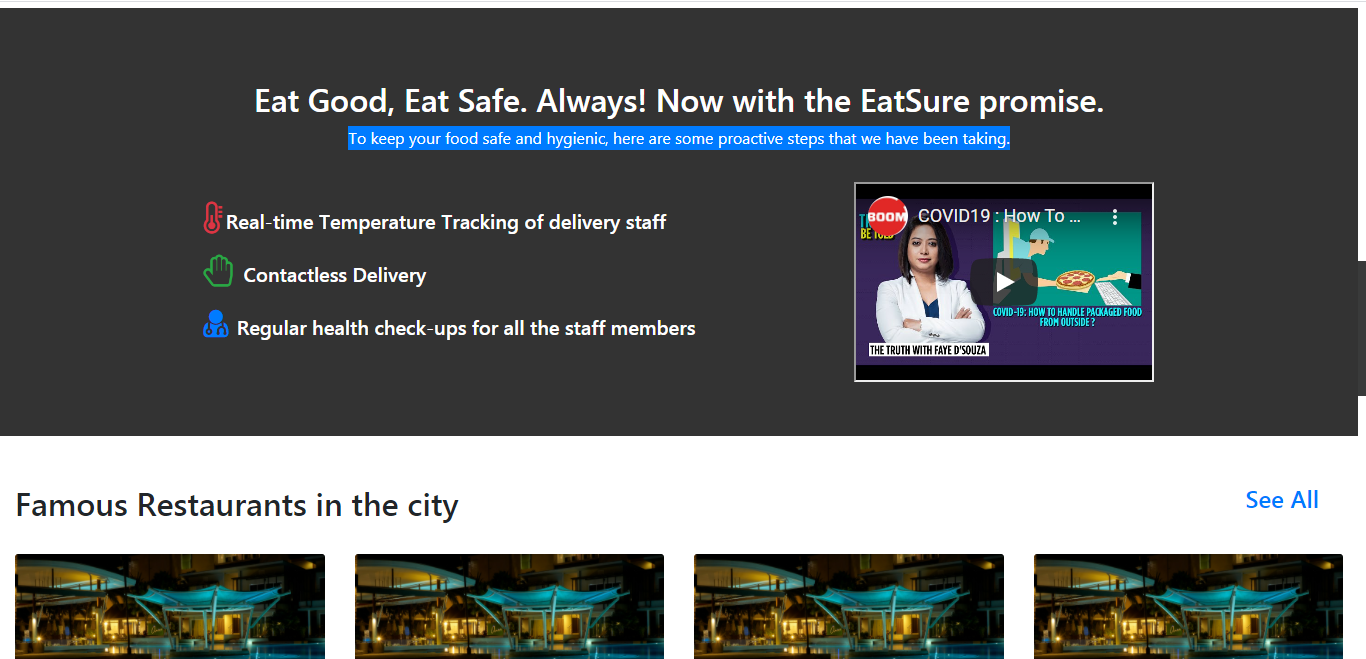 Eat Good, Eat Safe. Always! Now with the EatSure promise.
To keep your food safe and hygienic, here are some proactive steps that we have been taking.
Real-time Temperature Tracking of delivery staff
Contactless Delivery
Regular health check-ups for all the staff members
BOOM
COVID19 : How To ...
BE TOLD
COVID-19: HOW TO HANDLE PACKAGED FOOD
FROM OUTSIDE ?
THE TRUTH WITH FAYE D'SOUZA
Famous Restaurants in the city
See All